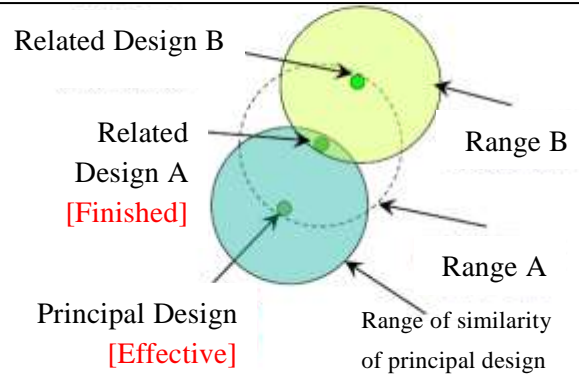 Related Design B
Related
Design A
[Finished]
Range B
Range A
Principal Design
[Effective]
Range of similarity
of principal design